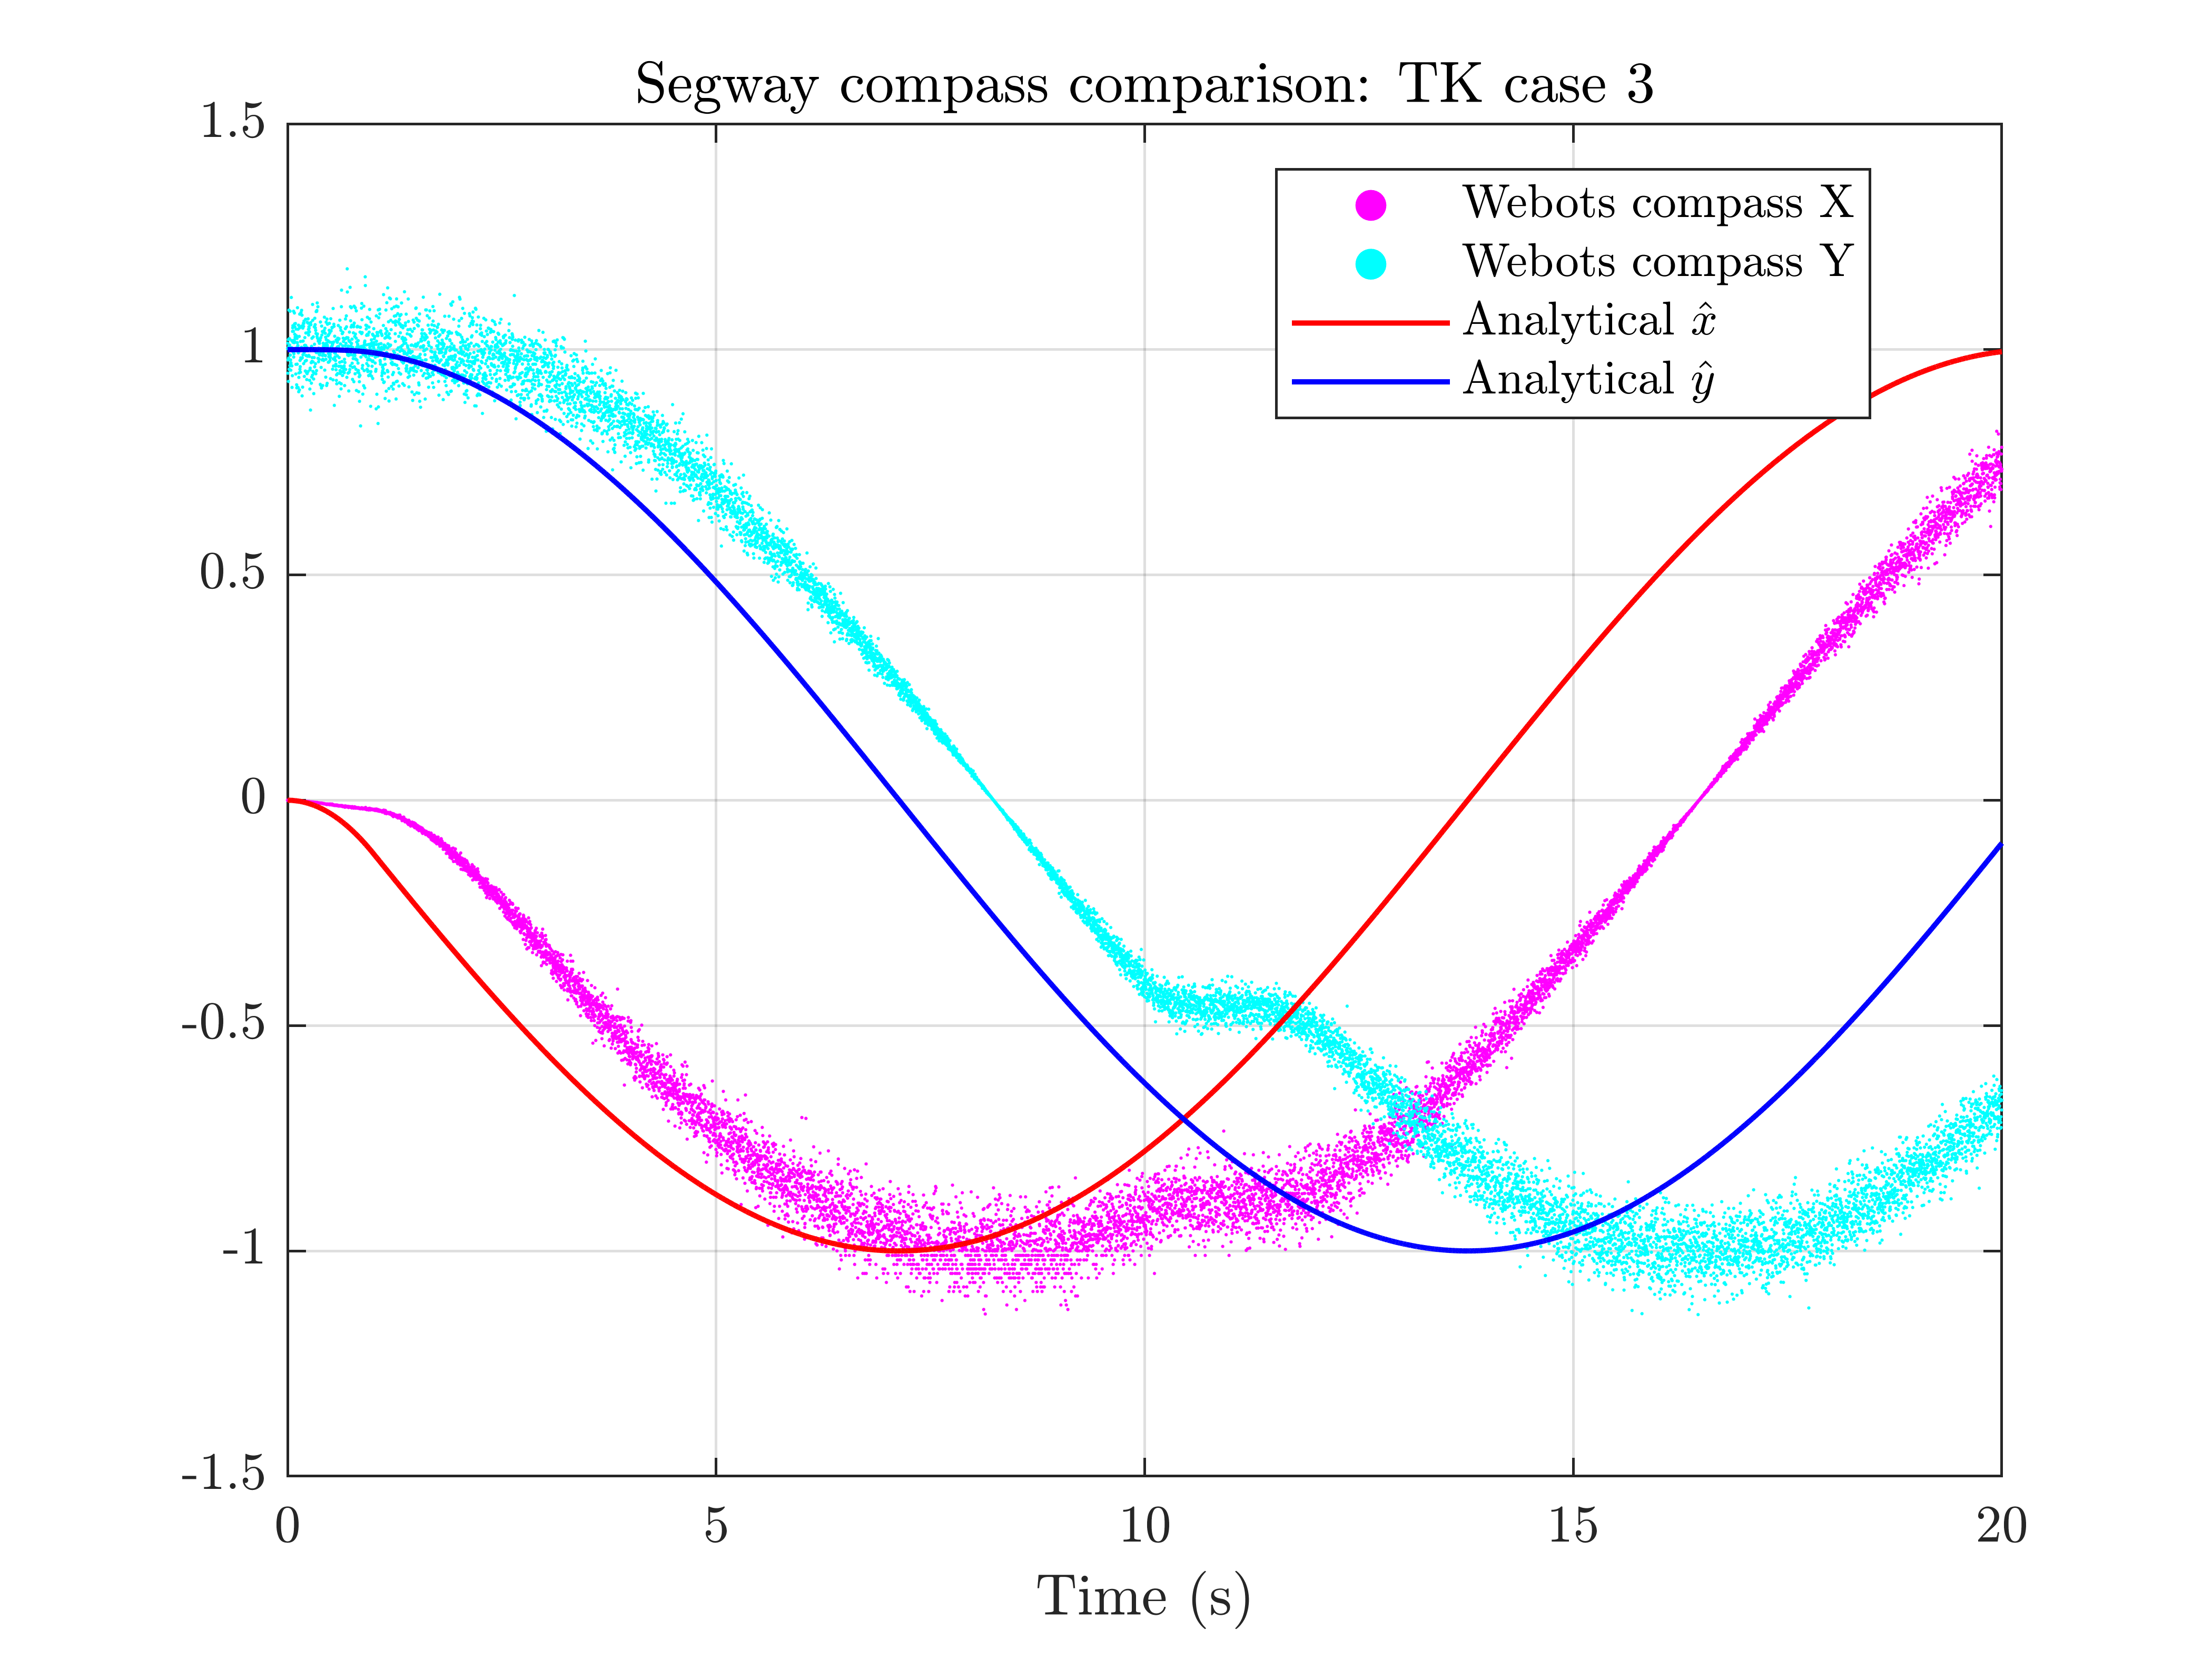 Segway compass comparison: TK case 3
1.5
1
0.5
0
-0.5
-1
-1.5
Webots compass X
Webots compass Y
Analytical x̂
Analytical ŷ
0 5 10 15 20
Time (s)